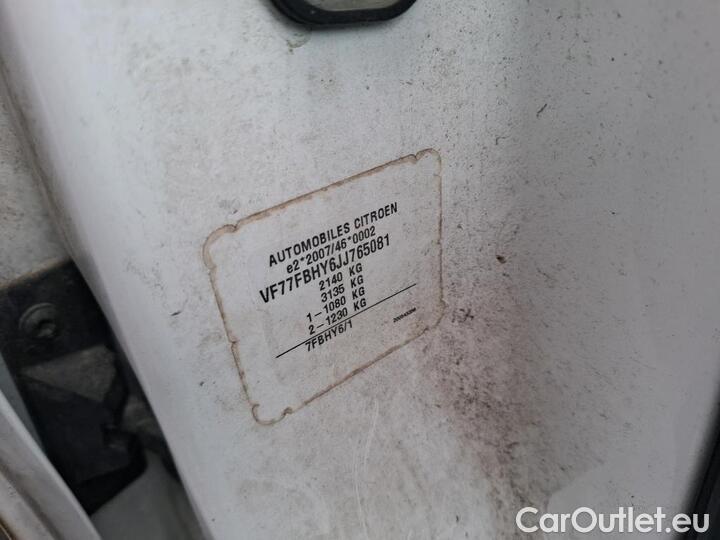 AUTOMOBILES CITROEN
e2*2007/46*0002
VF77FBHY6JJ765081
2140 KG
3135 KG
1-1080 KG
2-1230 KG
7FBHY6/1
CarOutlet.eu